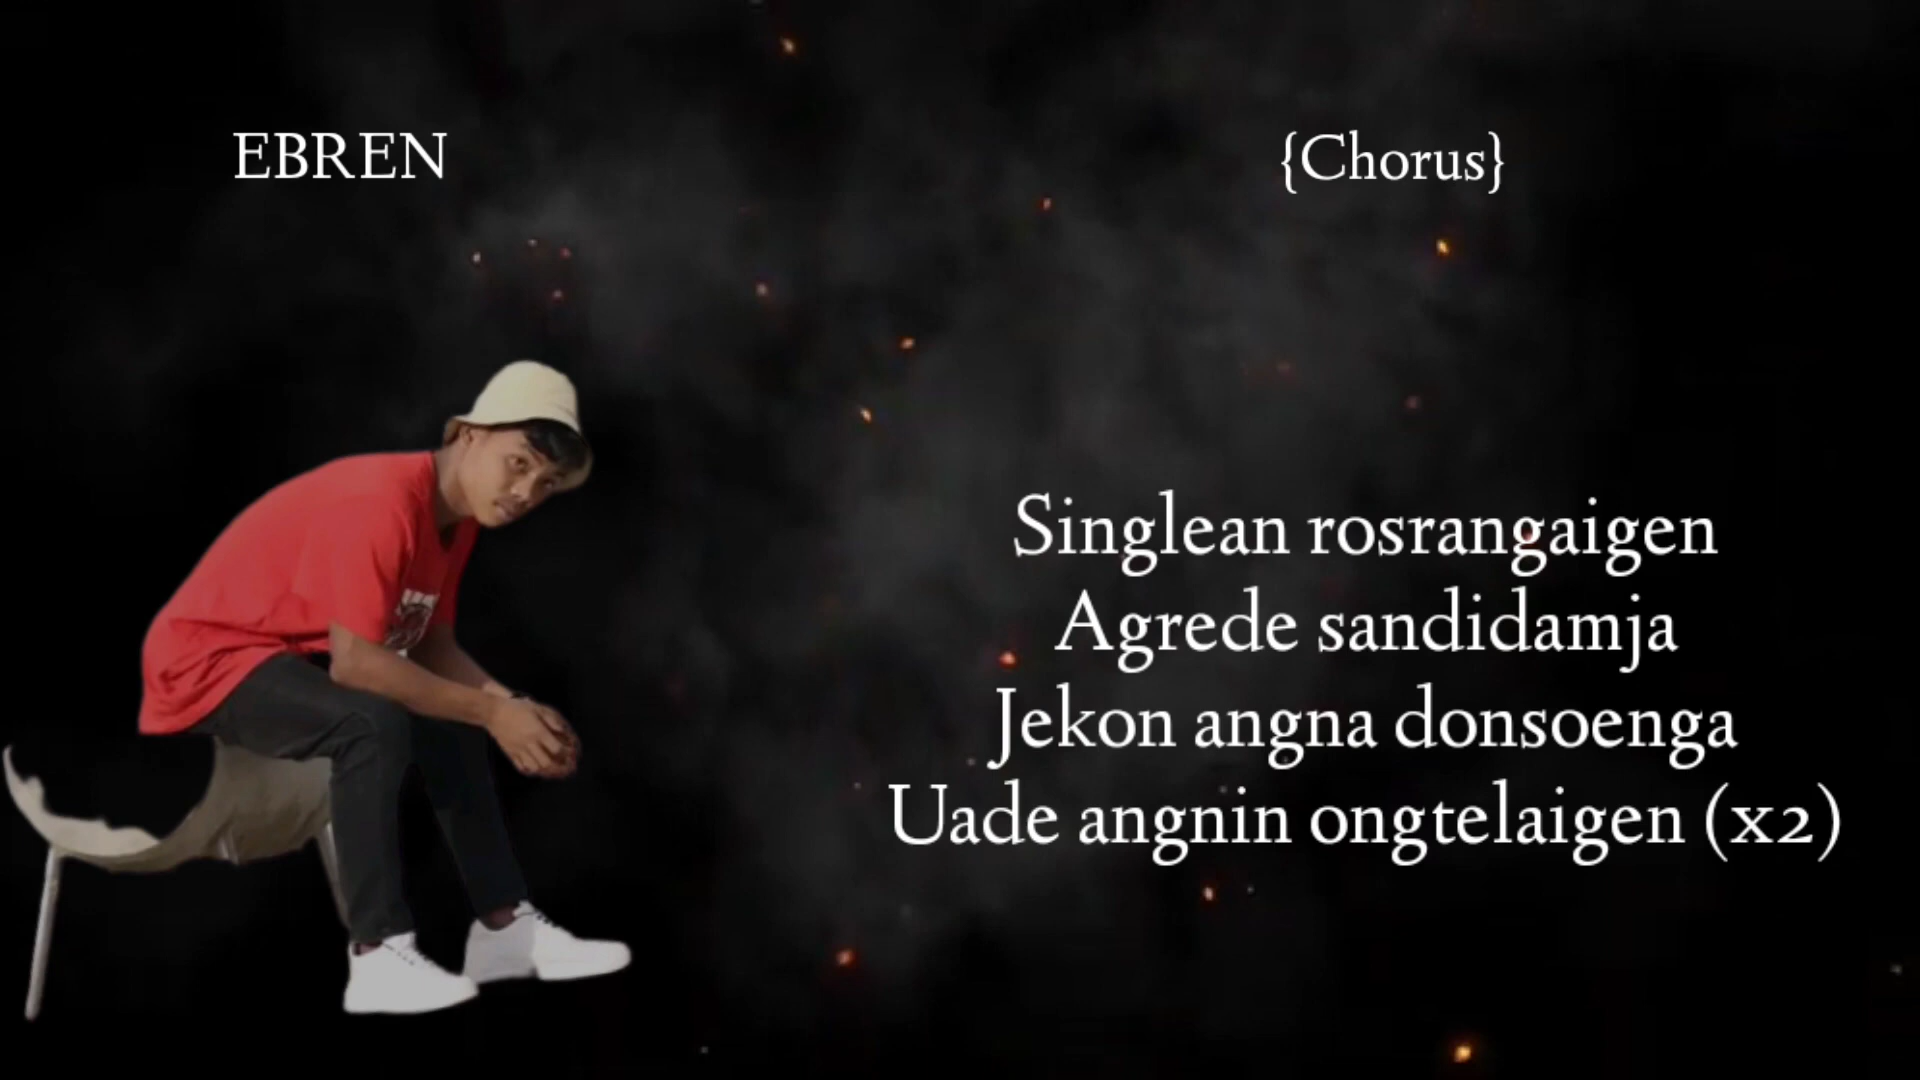 EBREN
{Chorus}
Singlean rosrangaigen
Agrede sandidamja
Jekon angna donsoenga
Uade angnin ongtelaigen (x2)